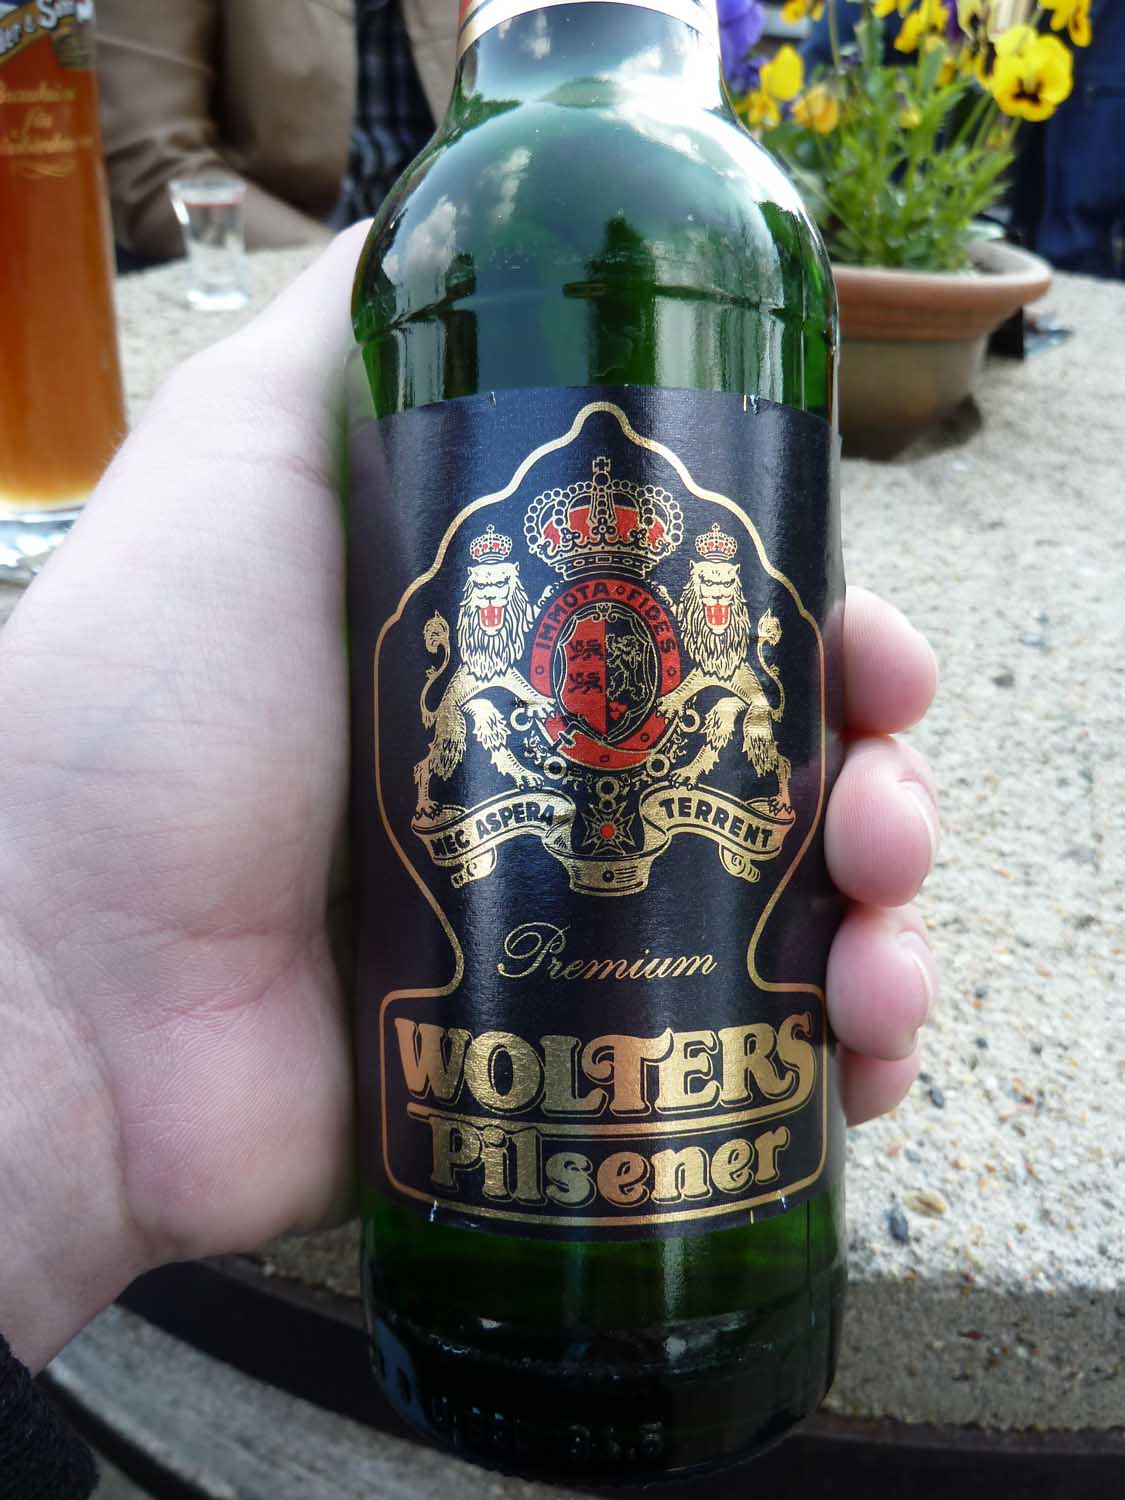 IMMOTA FIDES
NEC ASPERA TERRENT
Premium
WOLTERS
Pilsener